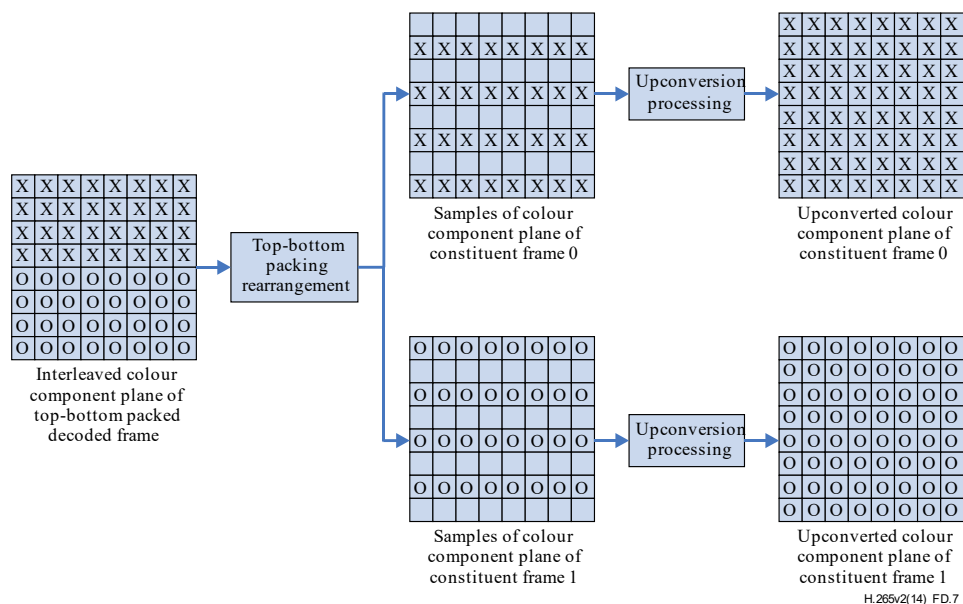 X X X X X X X X
X X X X X X X X
X X X X X X X X
X X X X X X X X
O O O O O O O O
O O O O O O O O
O O O O O O O O
O O O O O O O O
Interleaved colour
component plane of
top-bottom packed
decoded frame
Top-bottom
packing
rearrangement
X X X X X X X X
X X X X X X X X
X X X X X X X X
X X X X X X X X
Samples of colour
component plane of
constituent frame 0
Upconversion
processing
X X X X X X X X
X X X X X X X X
X X X X X X X X
X X X X X X X X
X X X X X X X X
X X X X X X X X
X X X X X X X X
X X X X X X X X
Upconverted colour
component plane of
constituent frame 0
O O O O O O O O
O O O O O O O O
O O O O O O O O
O O O O O O O O
Samples of colour
component plane of
constituent frame 1
Upconversion
processing
O O O O O O O O
O O O O O O O O
O O O O O O O O
O O O O O O O O
O O O O O O O O
O O O O O O O O
O O O O O O O O
O O O O O O O O
Upconverted colour
component plane of
constituent frame 1
H.265v2(14)_FD.7